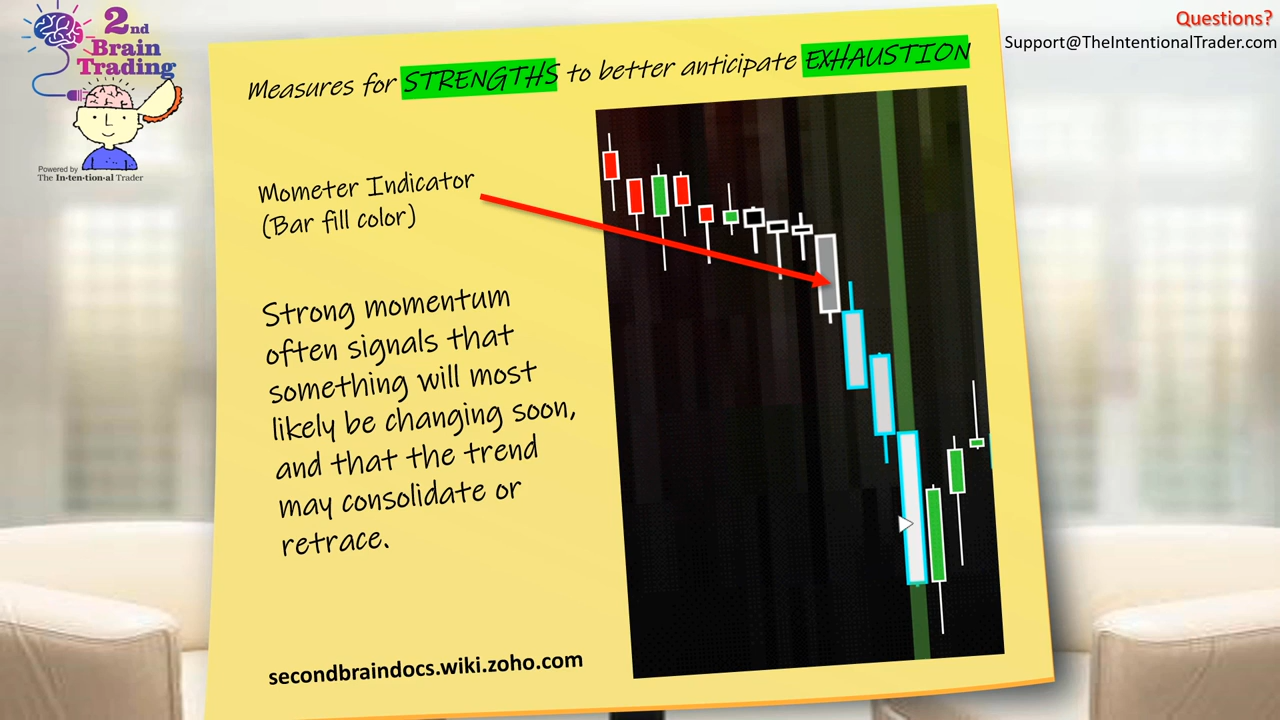 2nd
Brain
Trading
Powered by
The In·ten·tion·al Trader
Questions?
Support@TheIntentionalTrader.com
Measures for STRENGTHS to better anticipate EXHAUSTION
Mometer Indicator
(Bar fill color)
Strong momentum
often signals that
something will most
likely be changing soon,
and that the trend
may consolidate or
retrace.
secondbraindocs.wiki.zoho.com